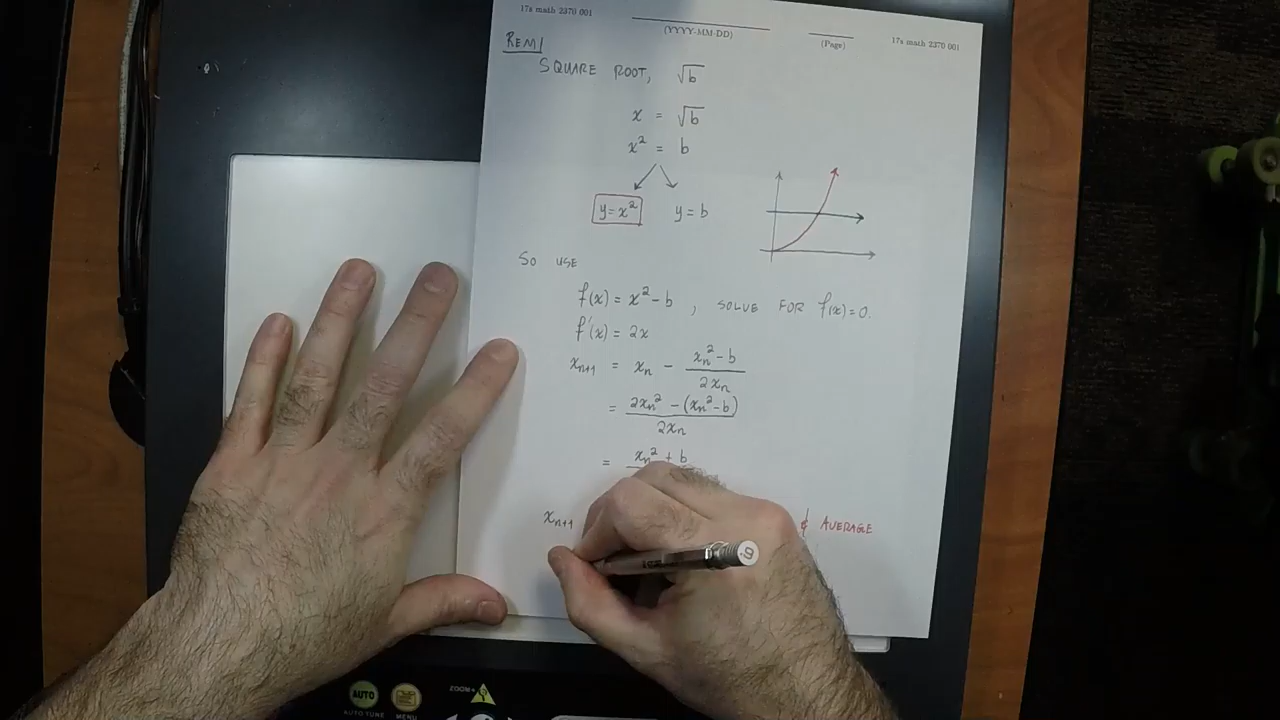 17s math 2370 001 (YYYY-MM-DD) (Page) 17s math 2370 001
REM/
SQUARE ROOT, √b
x = √b
x² = b
y=x² y=b
SO USE
f(x) = x² - b , SOLVE FOR f(x)=0.
f'(x) = 2x
xₙ₊₁ = xₙ - (xₙ² - b)/(2xₙ)
= (2xₙ² - (xₙ² - b))/(2xₙ)
= xₙ² + b
xₙ₊₁ & AVERAGE
AUTO ZOOM+
AUTO TUNE MENU